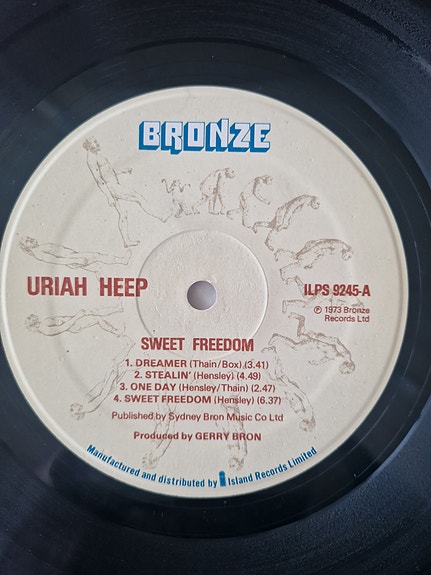 BRONZE
URIAH HEEP
ILPS 9245-A
℗ 1973 Bronze
Records Ltd
SWEET FREEDOM
1. DREAMER (Thain/Box) (3.41)
2. STEALIN' (Hensley) (4.49)
3. ONE DAY (Hensley/Thain) (2.47)
4. SWEET FREEDOM (Hensley) (6.37)
Published by Sydney Bron Music Co Ltd
Produced by GERRY BRON
Manufactured and distributed by Island Records Limited